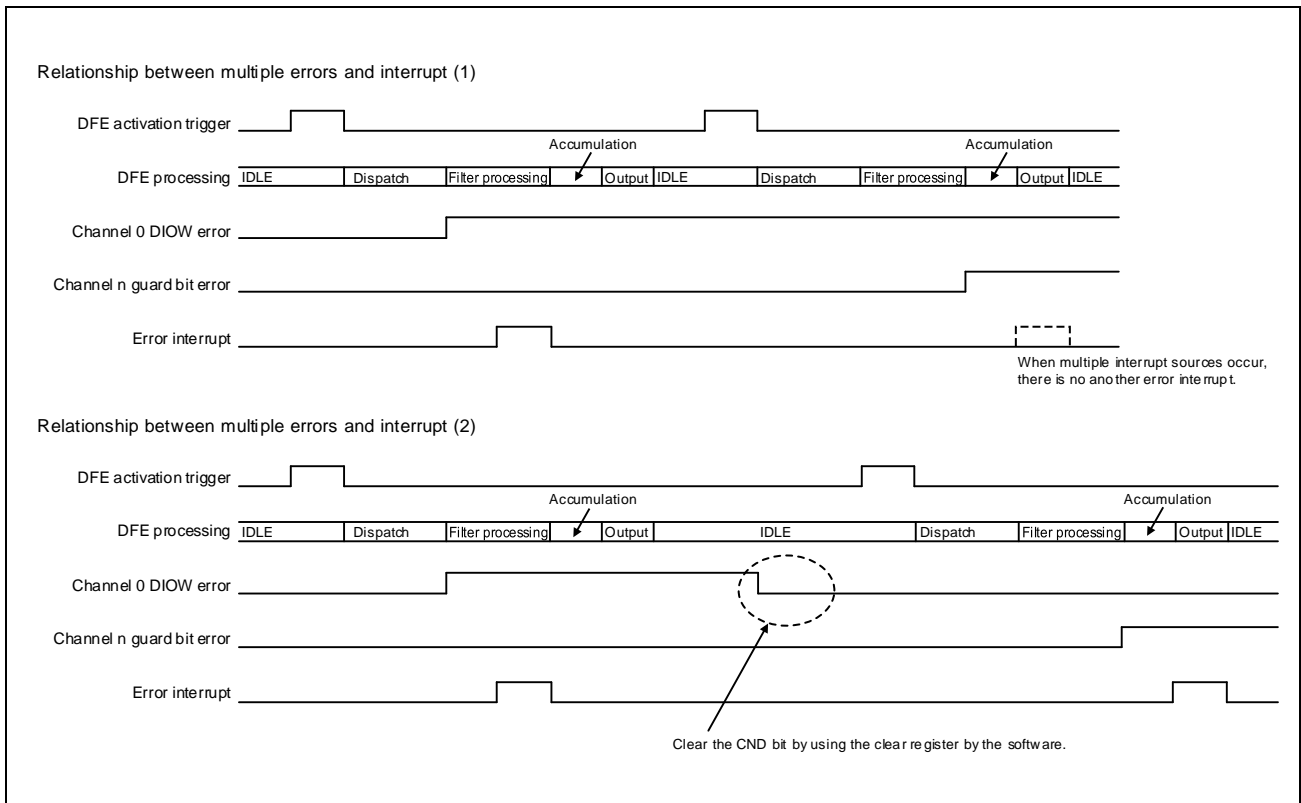 Relationship between multiple errors and interrupt (1)
DFE activation trigger
Accumulation
Accumulation
DFE processing IDLE Dispatch Filter processing Output IDLE Dispatch Filter processing Output IDLE
Channel 0 DIOW error
Channel n guard bit error
Error interrupt
When multiple interrupt sources occur,
there is no another error interrupt.
Relationship between multiple errors and interrupt (2)
DFE activation trigger
Accumulation
Accumulation
DFE processing IDLE Dispatch Filter processing Output IDLE Dispatch Filter processing Output IDLE
Channel 0 DIOW error
Channel n guard bit error
Error interrupt
Clear the CND bit by using the clear register by the software.